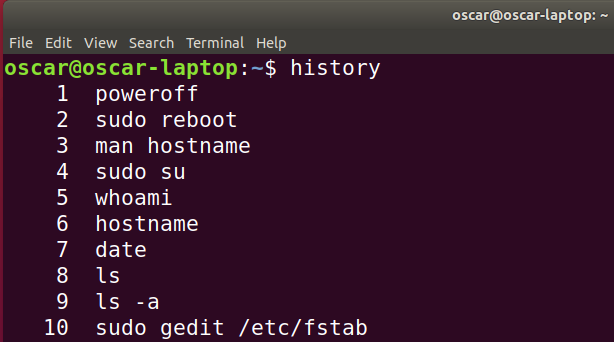 oscar@oscar-laptop: ~
File Edit View Search Terminal Help
oscar@oscar-laptop:~$ history
1 poweroff
2 sudo reboot
3 man hostname
4 sudo su
5 whoami
6 hostname
7 date
8 ls
9 ls -a
10 sudo gedit /etc/fstab